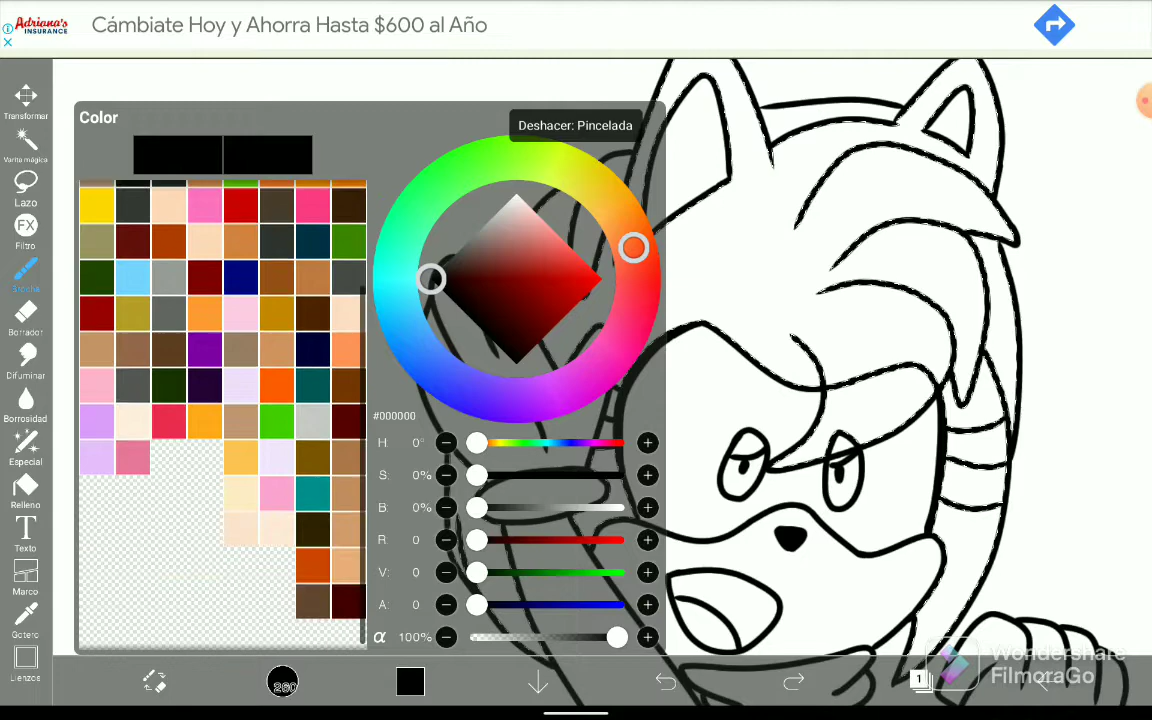 Adriana's
INSURANCE
Cámbiate Hoy y Ahorra Hasta $600 al Año
Color
Deshacer: Pincelada
Transformar
Varita mágica
Lazo
FX
Filtro
Brocha
Borrador
Difuminar
Borrosidad
Especial
Relleno
T
Texto
Marco
Gotero
Lienzos
#000000
H: 0°
S: 0%
B: 0%
R 0
V: 0
A: 0
α 100%
260
1
Wondershare
FilmoraGo